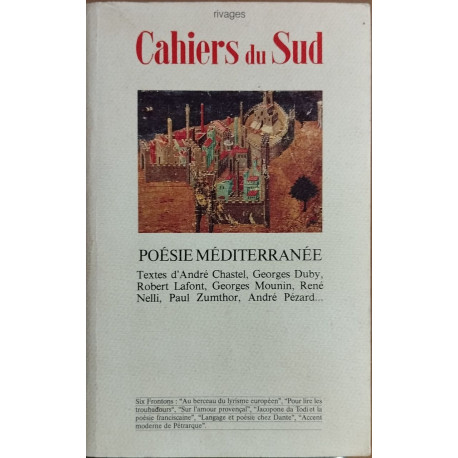 rivages
Cahiers du Sud
POÉSIE MÉDITERRANÉE
Textes d'André Chastel, Georges Duby,
Robert Lafont, Georges Mounin, René
Nelli, Paul Zumthor, André Pézard...
Six Frontons : "Au berceau du lyrisme européen", "Pour lire les
troubadours", "Sur l'amour provençal", "Jacopone da Todi et la
poésie franciscaine", "Langage et poésie chez Dante", "Accent
moderne de Pétrarque".